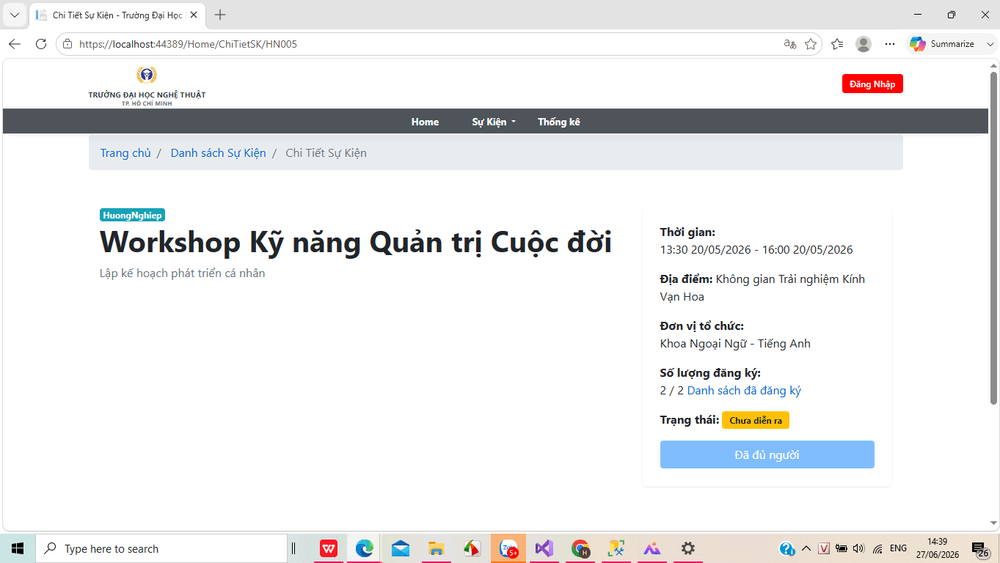 Chi Tiết Sự Kiện - Trường Đại Học
https://localhost:44389/Home/ChiTietSK/HN005
Summarize
TRƯỜNG ĐẠI HỌC NGHỆ THUẬT
TP. HỒ CHÍ MINH
Đăng Nhập
Home Sự Kiện Thống kê
Trang chủ / Danh sách Sự Kiện / Chi Tiết Sự Kiện
HuongNghiep
Workshop Kỹ năng Quản trị Cuộc đời
Lập kế hoạch phát triển cá nhân
Thời gian:
13:30 20/05/2026 - 16:00 20/05/2026
Địa điểm: Không gian Trải nghiệm Kính
Vạn Hoa
Đơn vị tổ chức:
Khoa Ngoại Ngữ - Tiếng Anh
Số lượng đăng ký:
2 / 2 Danh sách đã đăng ký
Trạng thái: Chưa diễn ra
Đã đủ người
Type here to search
5+
ENG
14:39
27/06/2026
26